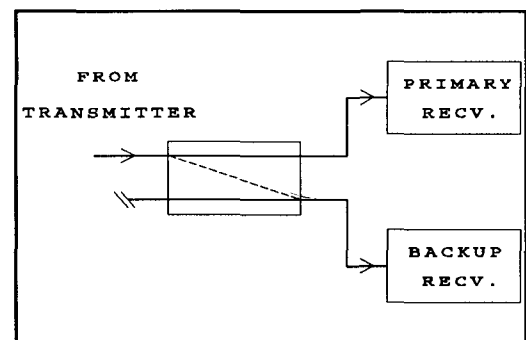 FROM
TRANSMITTER
PRIMARY
RECV.
BACKUP
RECV.